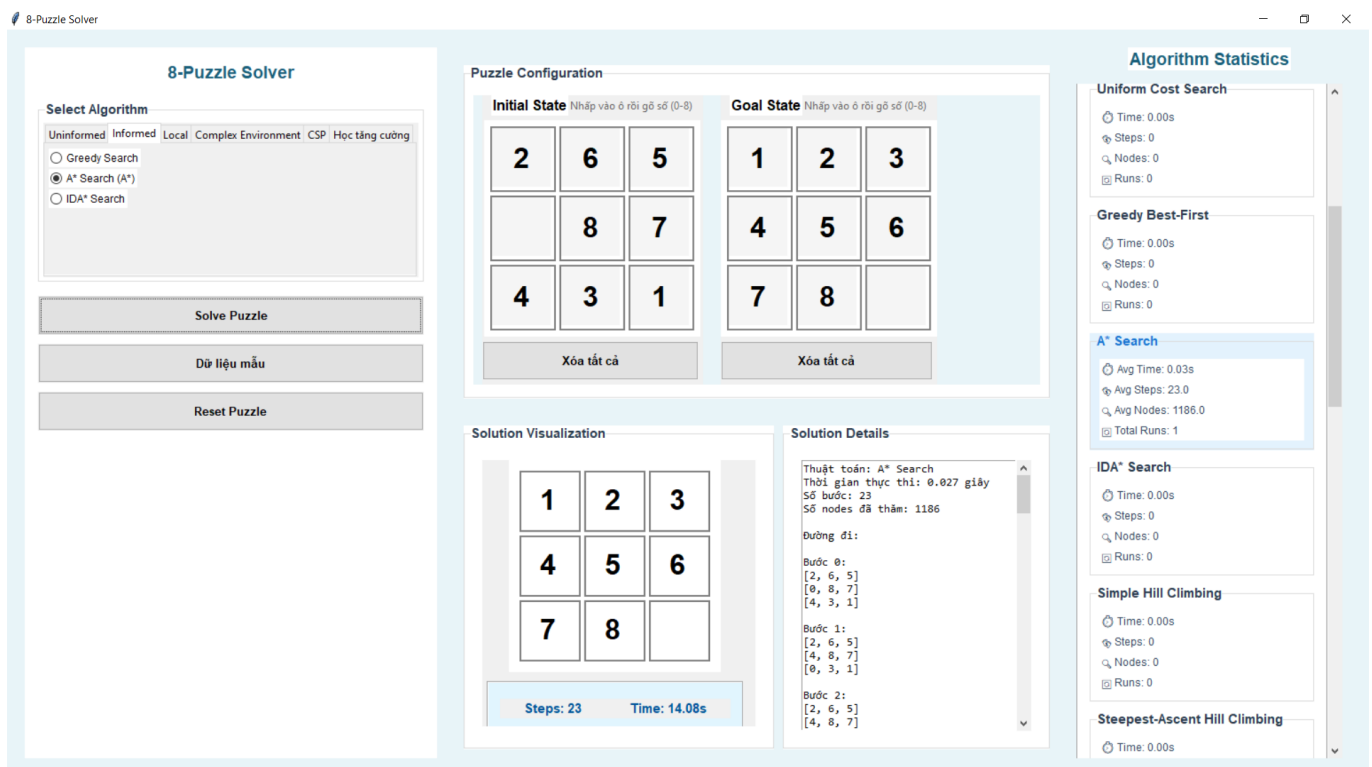 8-Puzzle Solver
8-Puzzle Solver
Select Algorithm
Uninformed Informed Local Complex Environment CSP Học tăng cường
Greedy Search
A* Search (A*)
IDA* Search
Solve Puzzle
Dữ liệu mẫu
Reset Puzzle
Puzzle Configuration
Initial State Nhấp vào ô rồi gõ số (0-8)
2 6 5
8 7
4 3 1
Xóa tất cả
Goal State Nhấp vào ô rồi gõ số (0-8)
1 2 3
4 5 6
7 8
Xóa tất cả
Solution Visualization
1 2 3
4 5 6
7 8
Steps: 23 Time: 14.08s
Solution Details
Thuật toán: A* Search
Thời gian thực thi: 0.027 giây
Số bước: 23
Số nodes đã thăm: 1186
Đường đi:
Bước 0:
[2, 6, 5]
[0, 8, 7]
[4, 3, 1]
Bước 1:
[2, 6, 5]
[4, 8, 7]
[0, 3, 1]
Bước 2:
[2, 6, 5]
[4, 8, 7]
Algorithm Statistics
Uniform Cost Search
Time: 0.00s
Steps: 0
Nodes: 0
Runs: 0
Greedy Best-First
Time: 0.00s
Steps: 0
Nodes: 0
Runs: 0
A* Search
Avg Time: 0.03s
Avg Steps: 23.0
Avg Nodes: 1186.0
Total Runs: 1
IDA* Search
Time: 0.00s
Steps: 0
Nodes: 0
Runs: 0
Simple Hill Climbing
Time: 0.00s
Steps: 0
Nodes: 0
Runs: 0
Steepest-Ascent Hill Climbing
Time: 0.00s